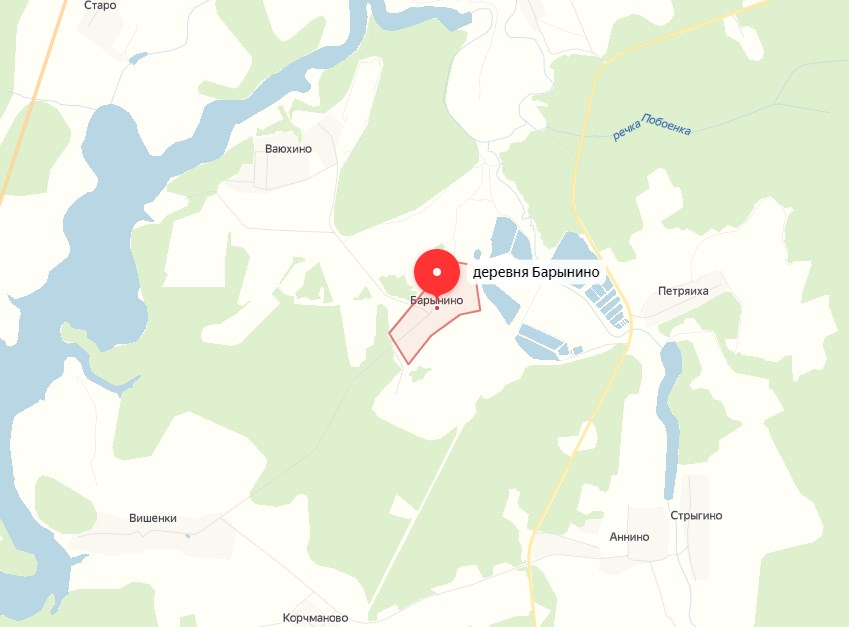 Старо
речка Лобоенка
Ваюхино
деревня Барынино
Петряиха
Барынино
Вишенки
Стрыгино
Аннино
Корчманово